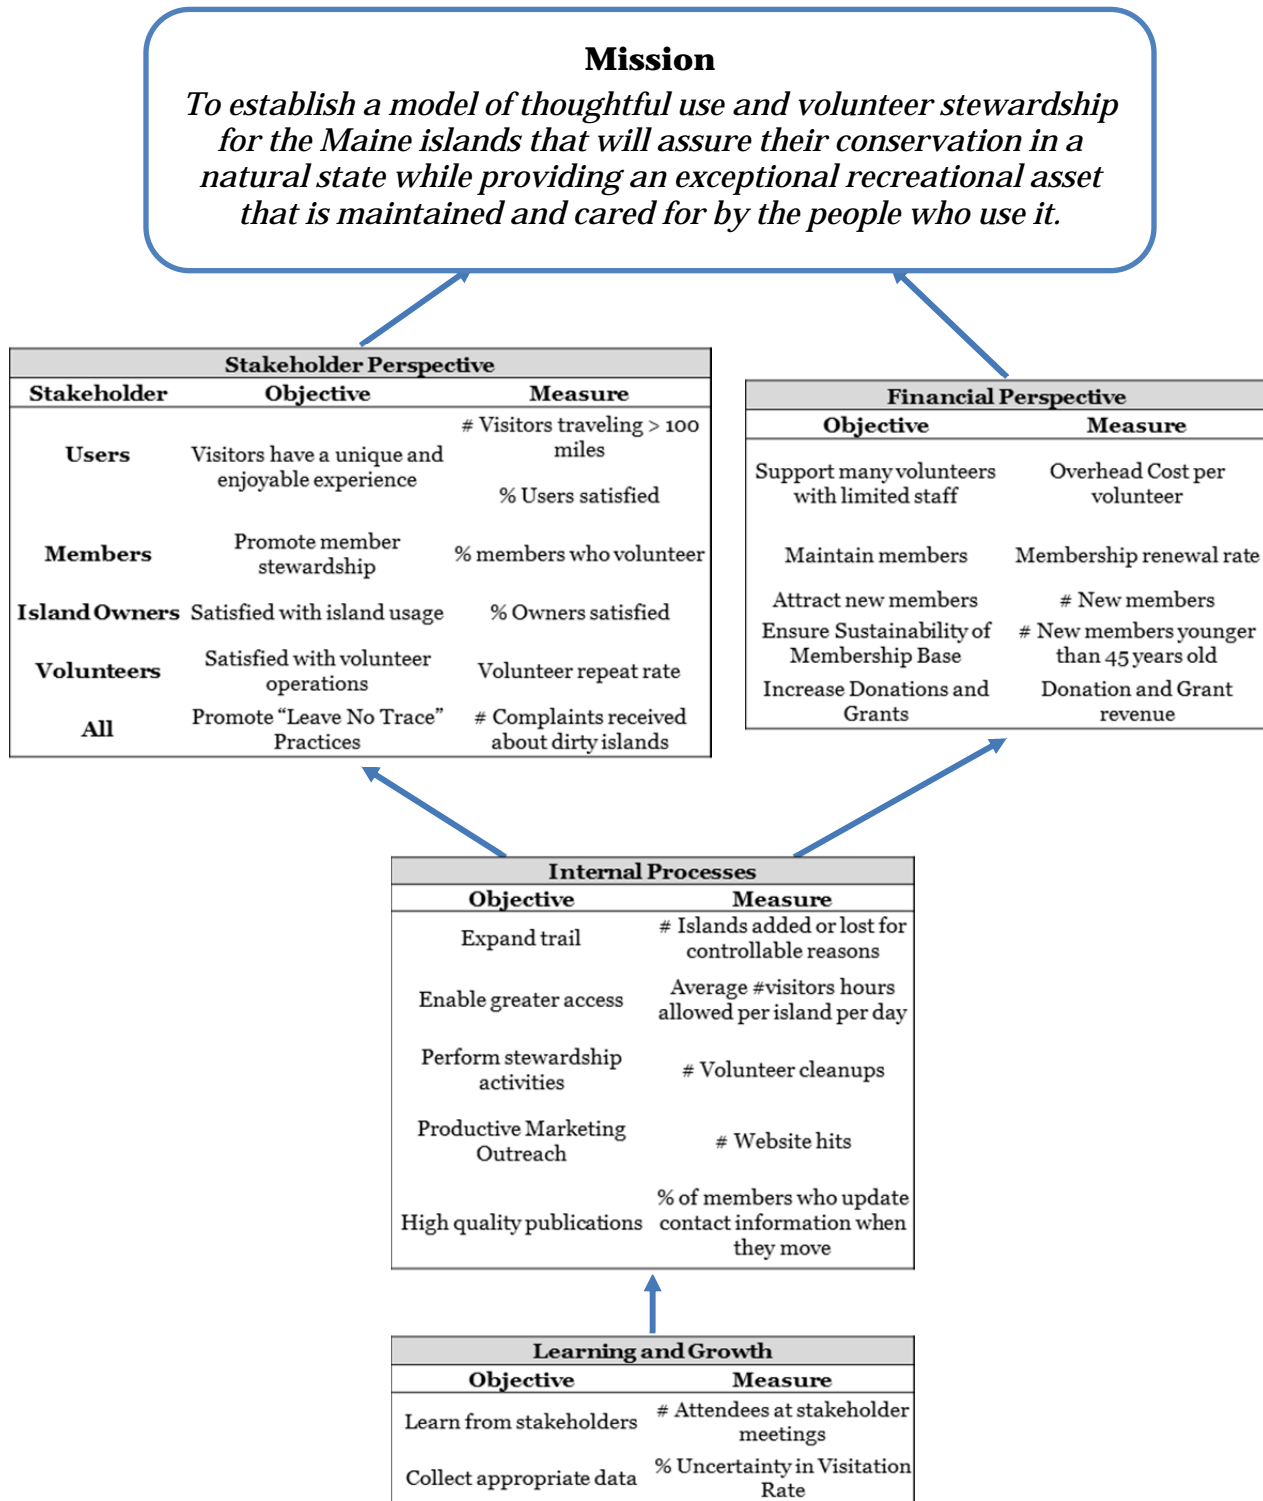 Mission
To establish a model of thoughtful use and volunteer stewardship
for the Maine islands that will assure their conservation in a
natural state while providing an exceptional recreational asset
that is maintained and cared for by the people who use it.
Stakeholder Perspective
Stakeholder Objective Measure
Users
Visitors have a unique and
enjoyable experience
# Visitors traveling > 100
miles
% Users satisfied
Members
Promote member
stewardship
% members who volunteer
Island Owners Satisfied with island usage % Owners satisfied
Volunteers
Satisfied with volunteer
operations
Volunteer repeat rate
All
Promote “Leave No Trace”
Practices
# Complaints received
about dirty islands
Financial Perspective
Objective Measure
Support many volunteers
with limited staff
Overhead Cost per
volunteer
Maintain members Membership renewal rate
Attract new members # New members
Ensure Sustainability of
Membership Base
# New members younger
than 45 years old
Increase Donations and
Grants
Donation and Grant
revenue
Internal Processes
Objective Measure
Expand trail
# Islands added or lost for
controllable reasons
Enable greater access
Average #visitors hours
allowed per island per day
Perform stewardship
activities
# Volunteer cleanups
Productive Marketing
Outreach
# Website hits
High quality publications
% of members who update
contact information when
they move
Learning and Growth
Objective Measure
Learn from stakeholders
# Attendees at stakeholder
meetings
Collect appropriate data
% Uncertainty in Visitation
Rate